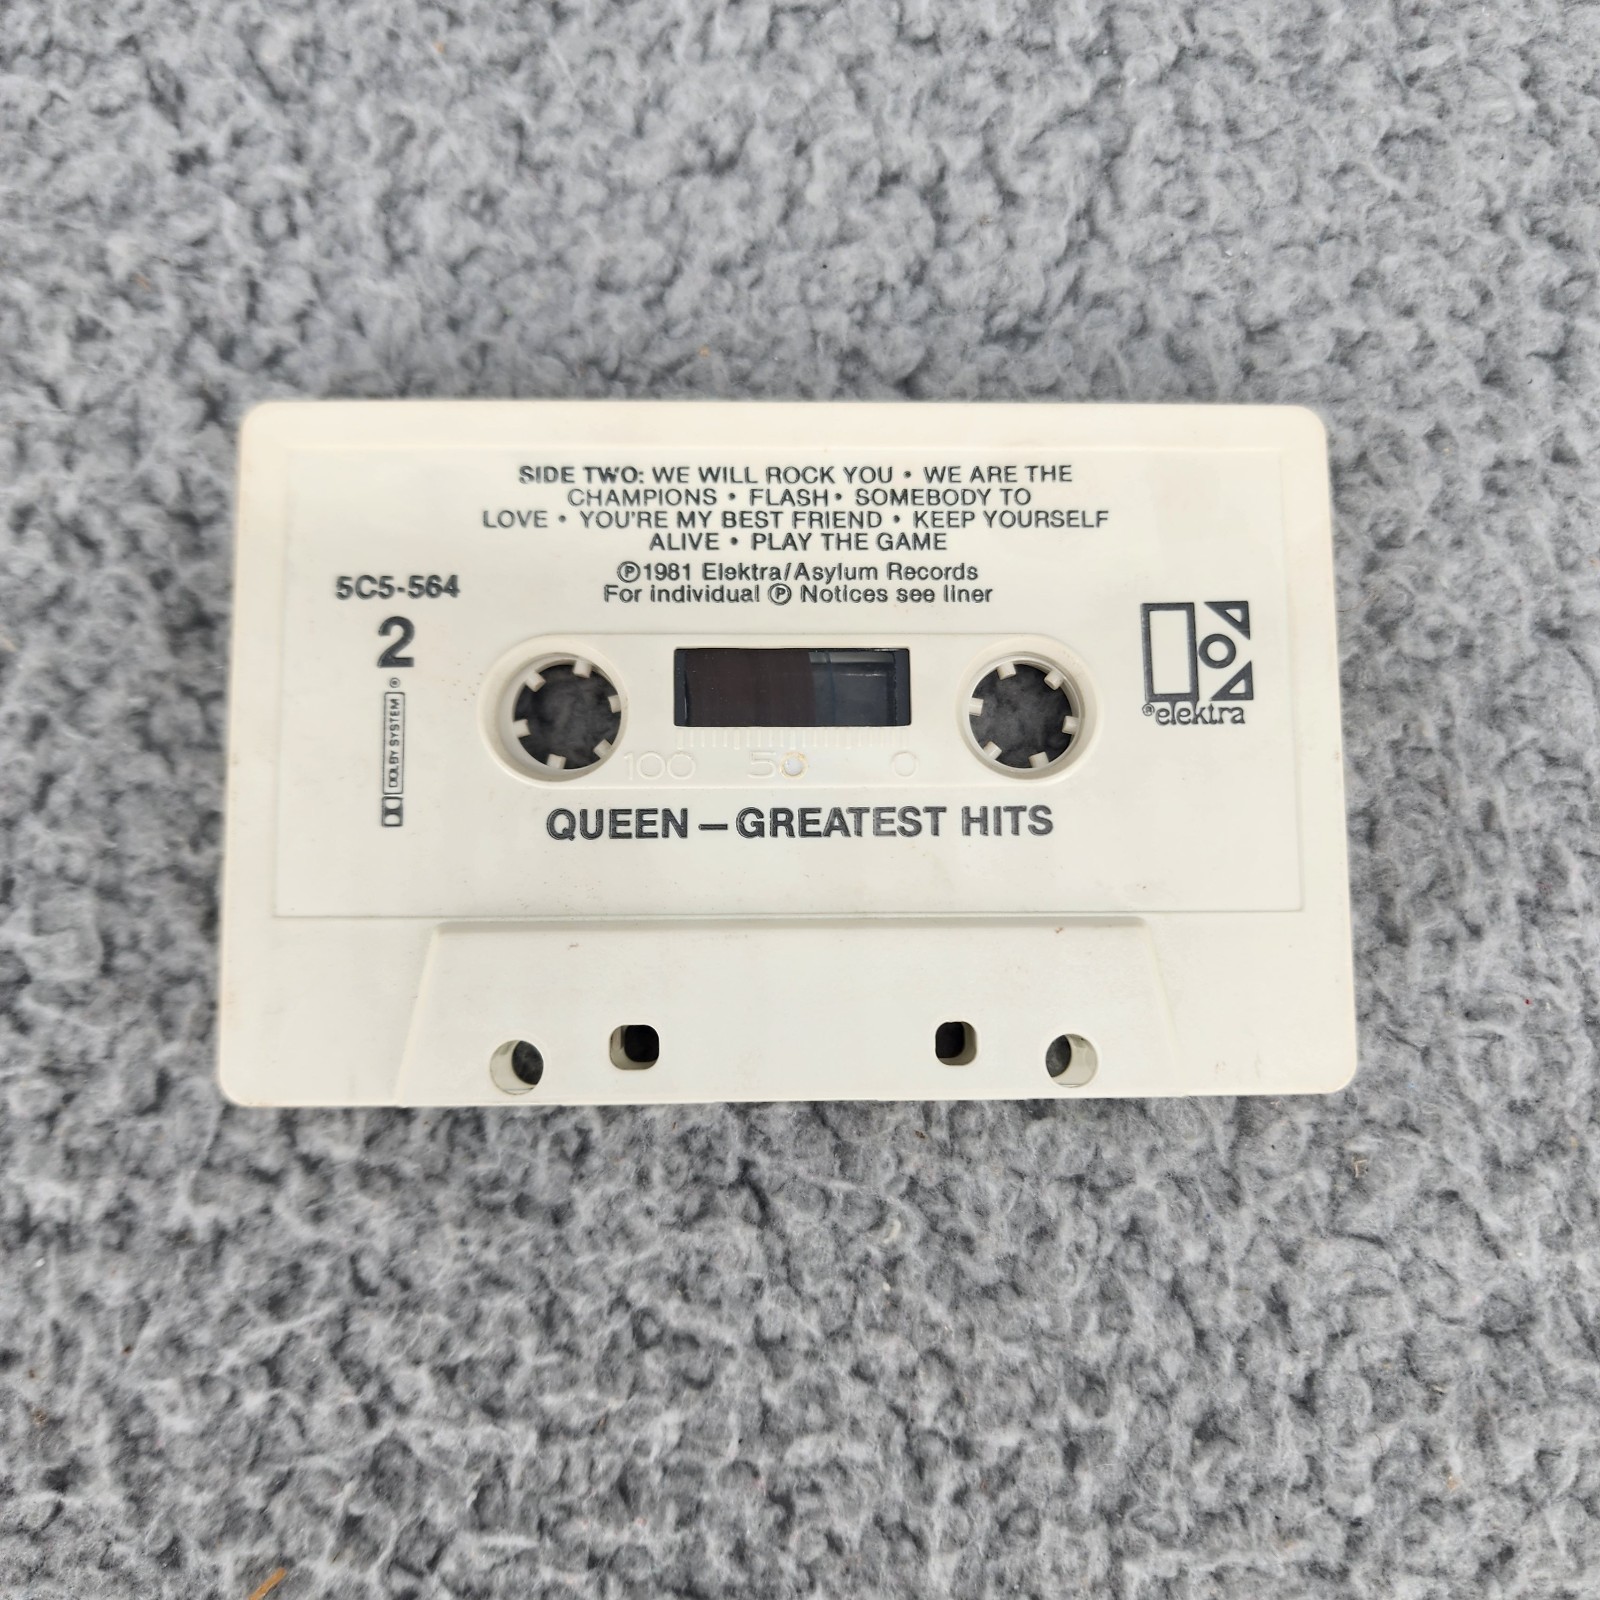 SIDE TWO: WE WILL ROCK YOU • WE ARE THE
CHAMPIONS • FLASH • SOMEBODY TO
LOVE • YOU'RE MY BEST FRIEND • KEEP YOURSELF
ALIVE • PLAY THE GAME
℗1981 Elektra/Asylum Records
For individual ℗ Notices see liner
5C5-564
2
DOLBY SYSTEM ®
® elektra
100 50 0
QUEEN – GREATEST HITS